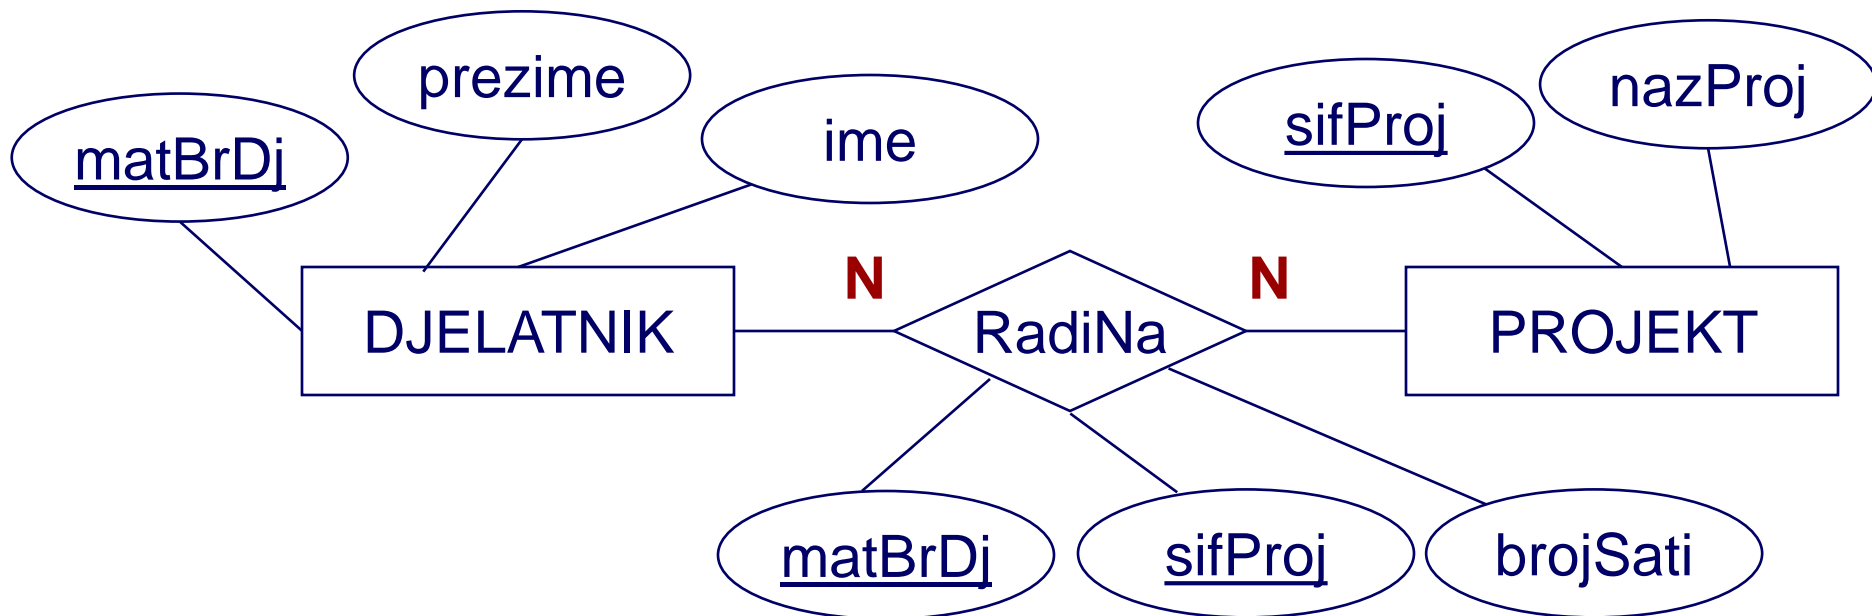 prezime
nazProj
matBrDj
ime
sifProj
N
N
DJELATNIK
RadiNa
PROJEKT
matBrDj
sifProj
brojSati